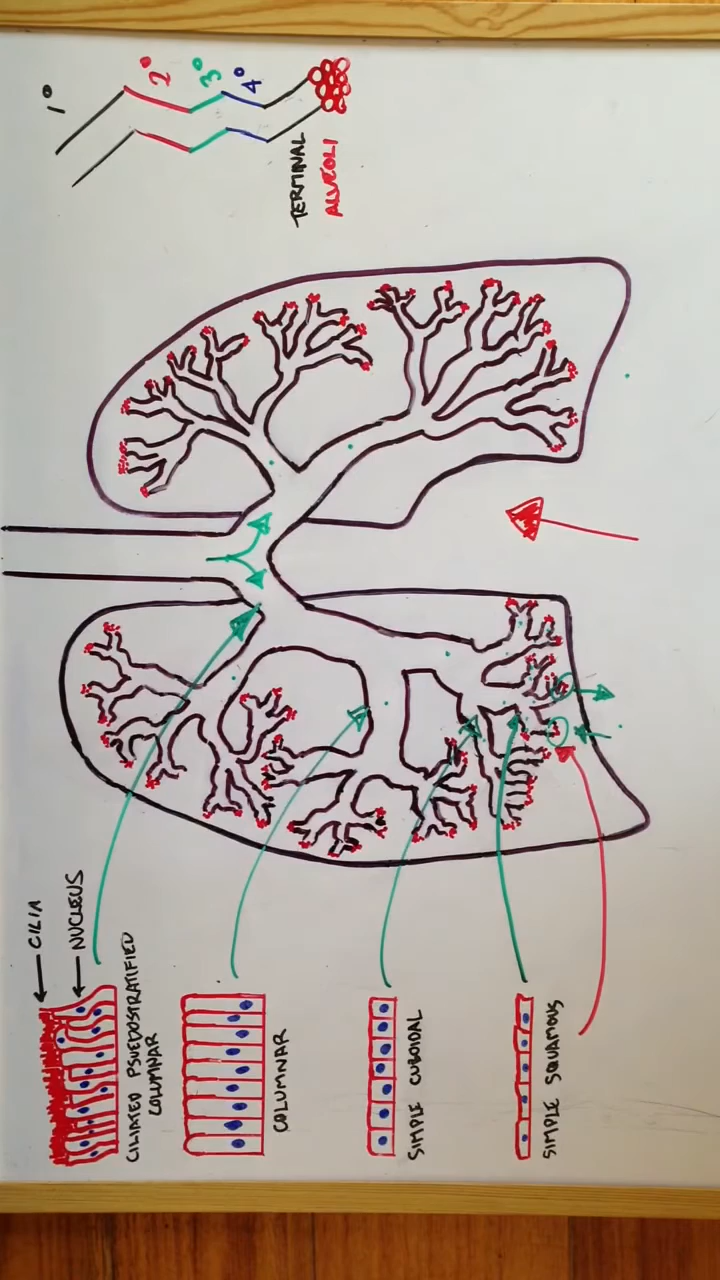 1°
2°
3°
4°
TERMINAL
ALVEOLI
CILIA
NUCLEUS
CILIATED PSUEDOSTRATIFIED
COLUMNAR
COLUMNAR
SIMPLE CUBOIDAL
SIMPLE SQUAMOUS